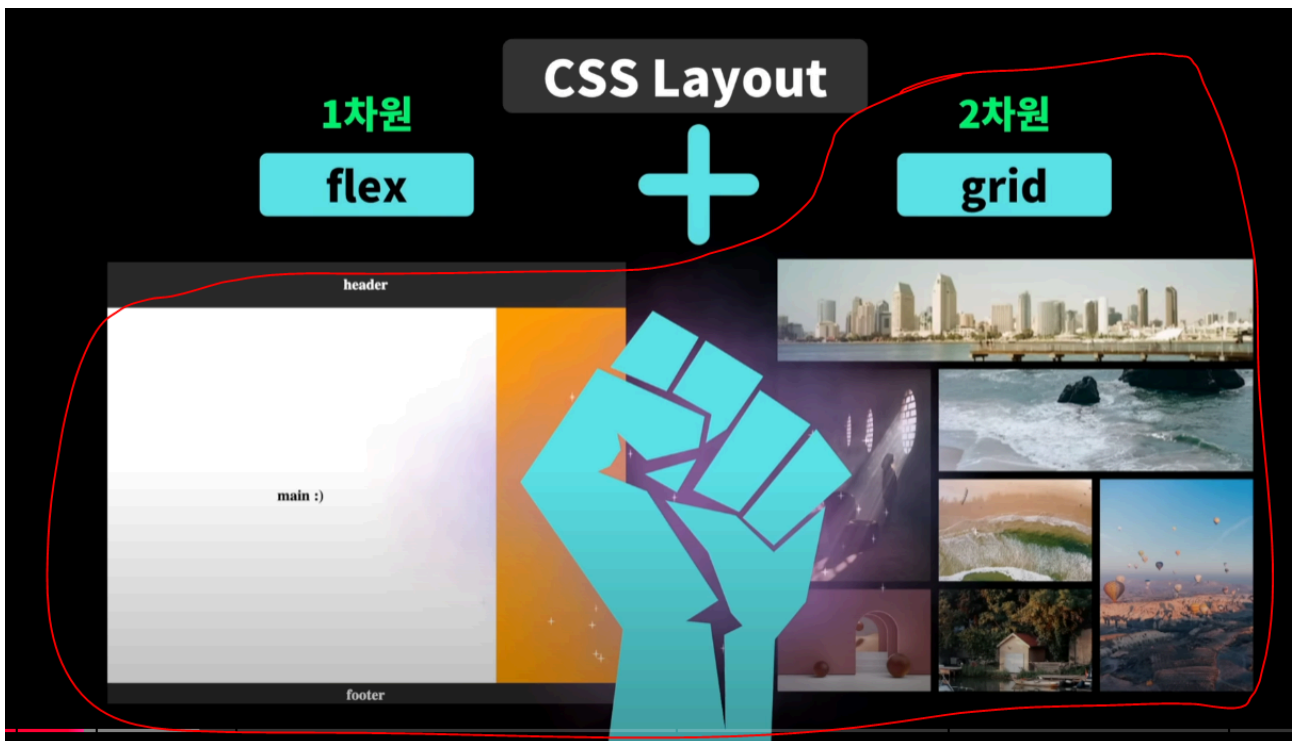 CSS Layout
1차원
2차원
flex
grid
header
main :)
footer